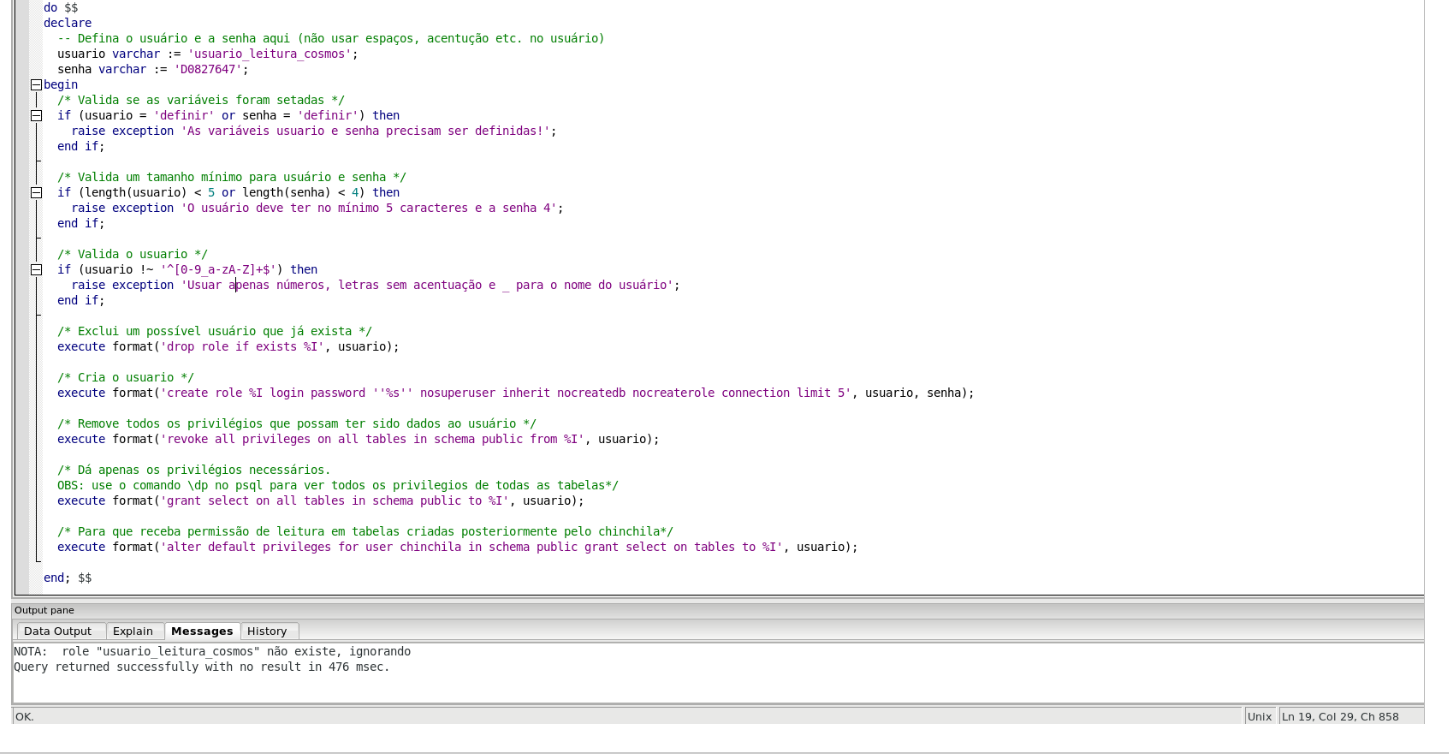 do $$
declare
  -- Defina o usuário e a senha aqui (não usar espaços, acentução etc. no usuário)
  usuario varchar := 'usuario_leitura_cosmos';
  senha varchar := 'D0827647';
begin
  /* Valida se as variáveis foram setadas */
  if (usuario = 'definir' or senha = 'definir') then
    raise exception 'As variáveis usuario e senha precisam ser definidas!';
  end if;
  /* Valida um tamanho mínimo para usuário e senha */
  if (length(usuario) < 5 or length(senha) < 4) then
    raise exception 'O usuário deve ter no mínimo 5 caracteres e a senha 4';
  end if;
  /* Valida o usuario */
  if (usuario !~ '^[0-9_a-zA-Z]+$') then
    raise exception 'Usuar apenas números, letras sem acentuação e _ para o nome do usuário';
  end if;
  /* Exclui um possível usuário que já exista */
  execute format('drop role if exists %I', usuario);
  /* Cria o usuario */
  execute format('create role %I login password ''%s'' nosuperuser inherit nocreatedb nocreaterole connection limit 5', usuario, senha);
  /* Remove todos os privilégios que possam ter sido dados ao usuário */
  execute format('revoke all privileges on all tables in schema public from %I', usuario);
  /* Dá apenas os privilégios necessários.
  OBS: use o comando \dp no psql para ver todos os privilegios de todas as tabelas*/
  execute format('grant select on all tables in schema public to %I', usuario);
  /* Para que receba permissão de leitura em tabelas criadas posteriormente pelo chinchila*/
  execute format('alter default privileges for user chinchila in schema public grant select on tables to %I', usuario);
end; $$
Output pane
Data Output Explain Messages History
NOTA:  role "usuario_leitura_cosmos" não existe, ignorando
Query returned successfully with no result in 476 msec.
OK. Unix Ln 19, Col 29, Ch 858